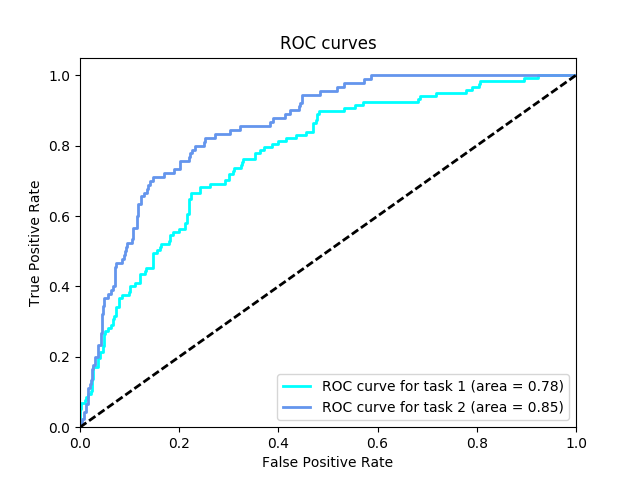 ROC curves
1.0
0.8
0.6
0.4
0.2
0.0
True Positive Rate
0.0 0.2 0.4 0.6 0.8 1.0
False Positive Rate
ROC curve for task 1 (area = 0.78)
ROC curve for task 2 (area = 0.85)